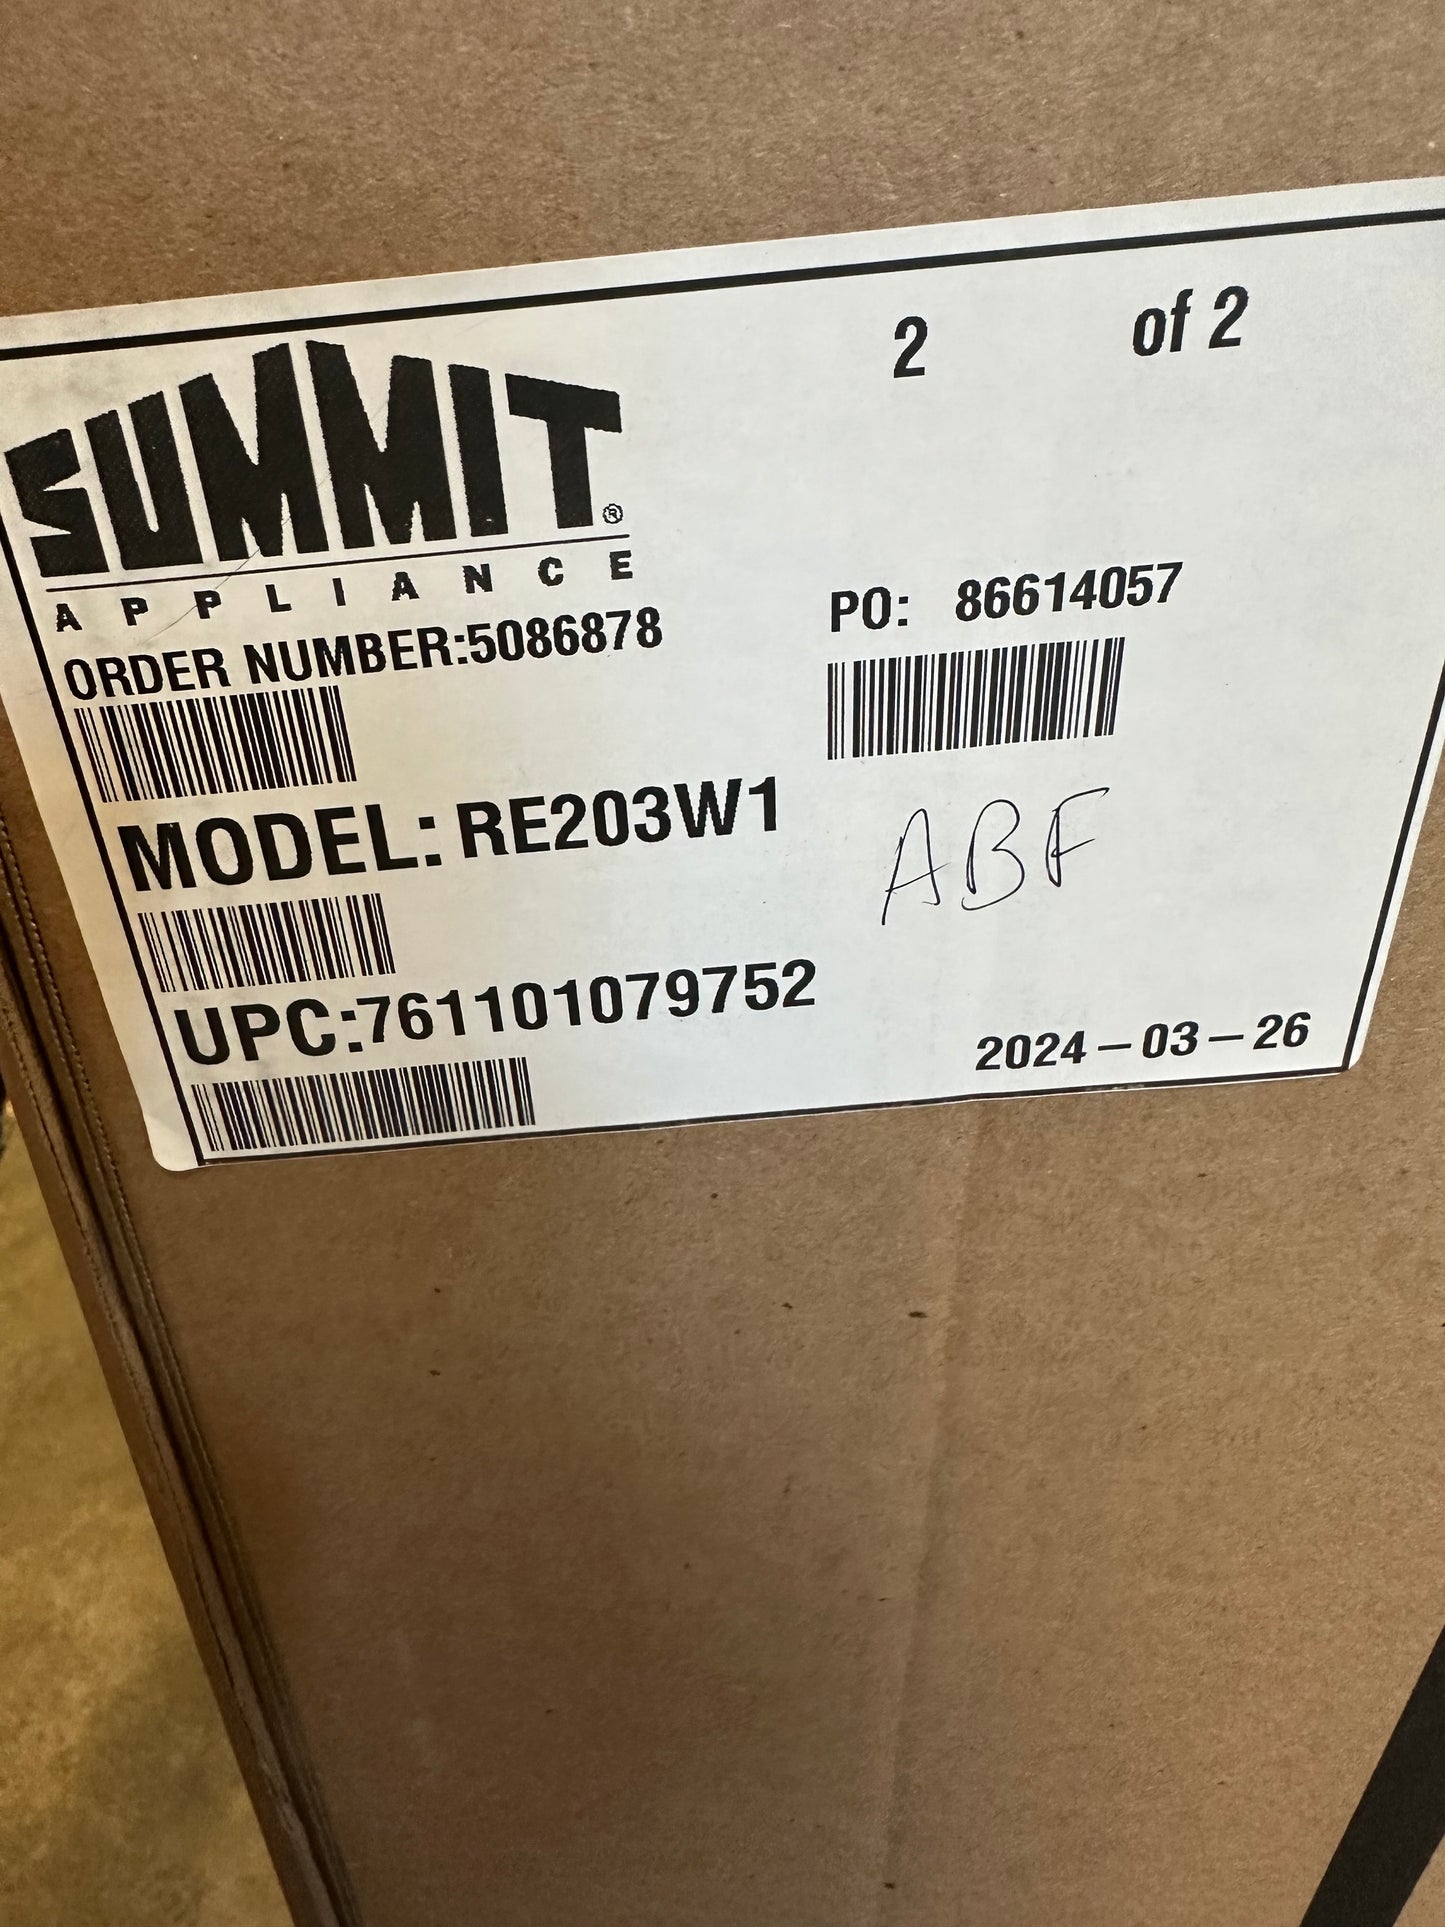 2 of 2
SUMMIT®
APPLIANCE
ORDER NUMBER:5086878
PO: 86614057
MODEL: RE203W1
ABF
UPC:761101079752
2024-03-26